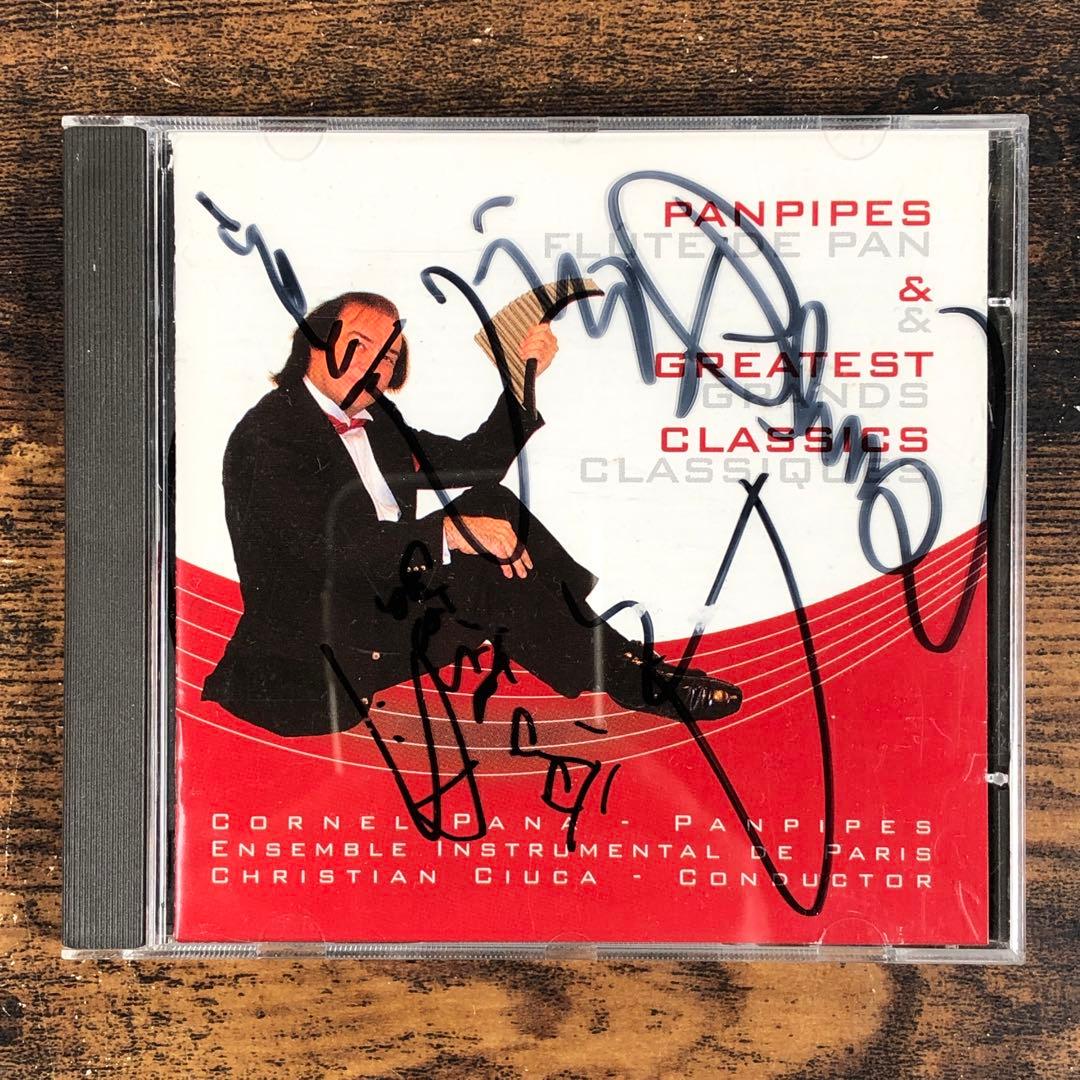 PANPIPES
FLUTE DE PAN
&
&
GREATEST
GRANDS
CLASSICS
CLASSIQUES
CORNEL PANA - PANPIPES
ENSEMBLE INSTRUMENTAL DE PARIS
CHRISTIAN CIUCA - CONDUCTOR